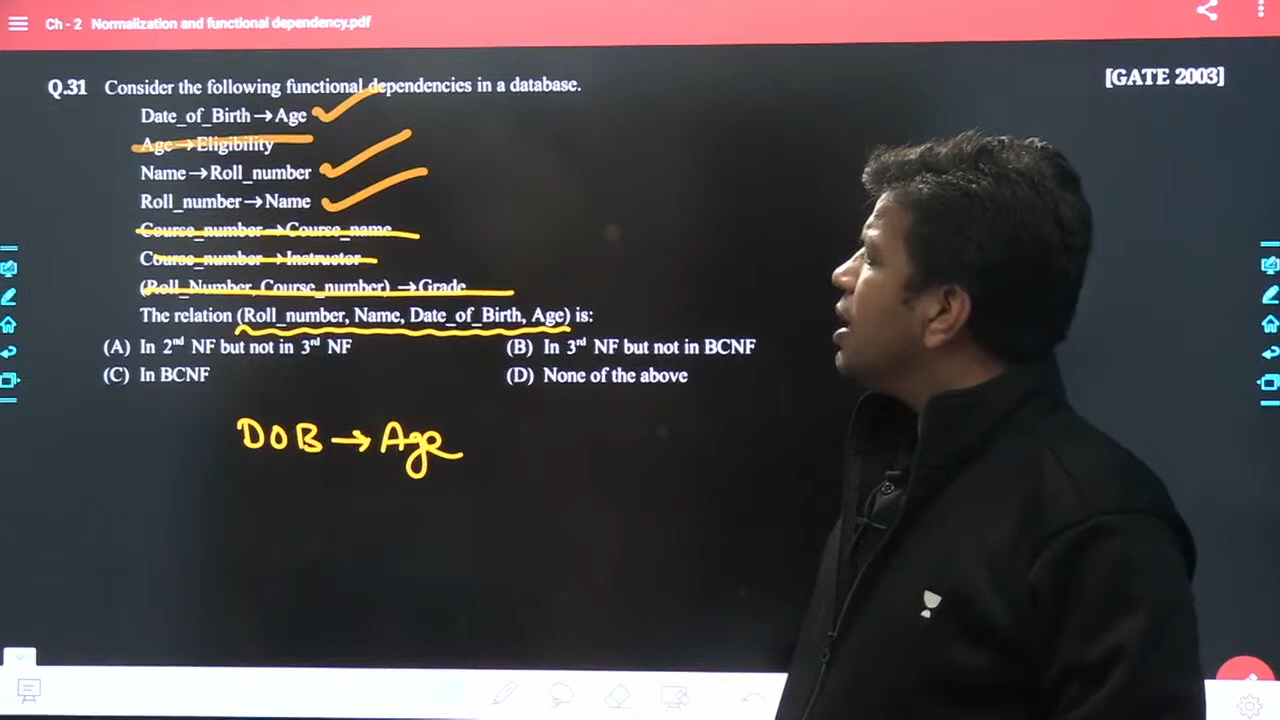 Ch - 2 Normalization and functional dependency.pdf
Q.31 Consider the following functional dependencies in a database. [GATE 2003]
Date_of_Birth→Age
Age→Eligibility
Name→Roll_number
Roll_number→Name
Course_number→Course_name
Course_number→Instructor
(Roll_Number, Course_number)→Grade
The relation (Roll_number, Name, Date_of_Birth, Age) is:
(A) In 2nd NF but not in 3rd NF (B) In 3rd NF but not in BCNF
(C) In BCNF (D) None of the above
DOB→Age